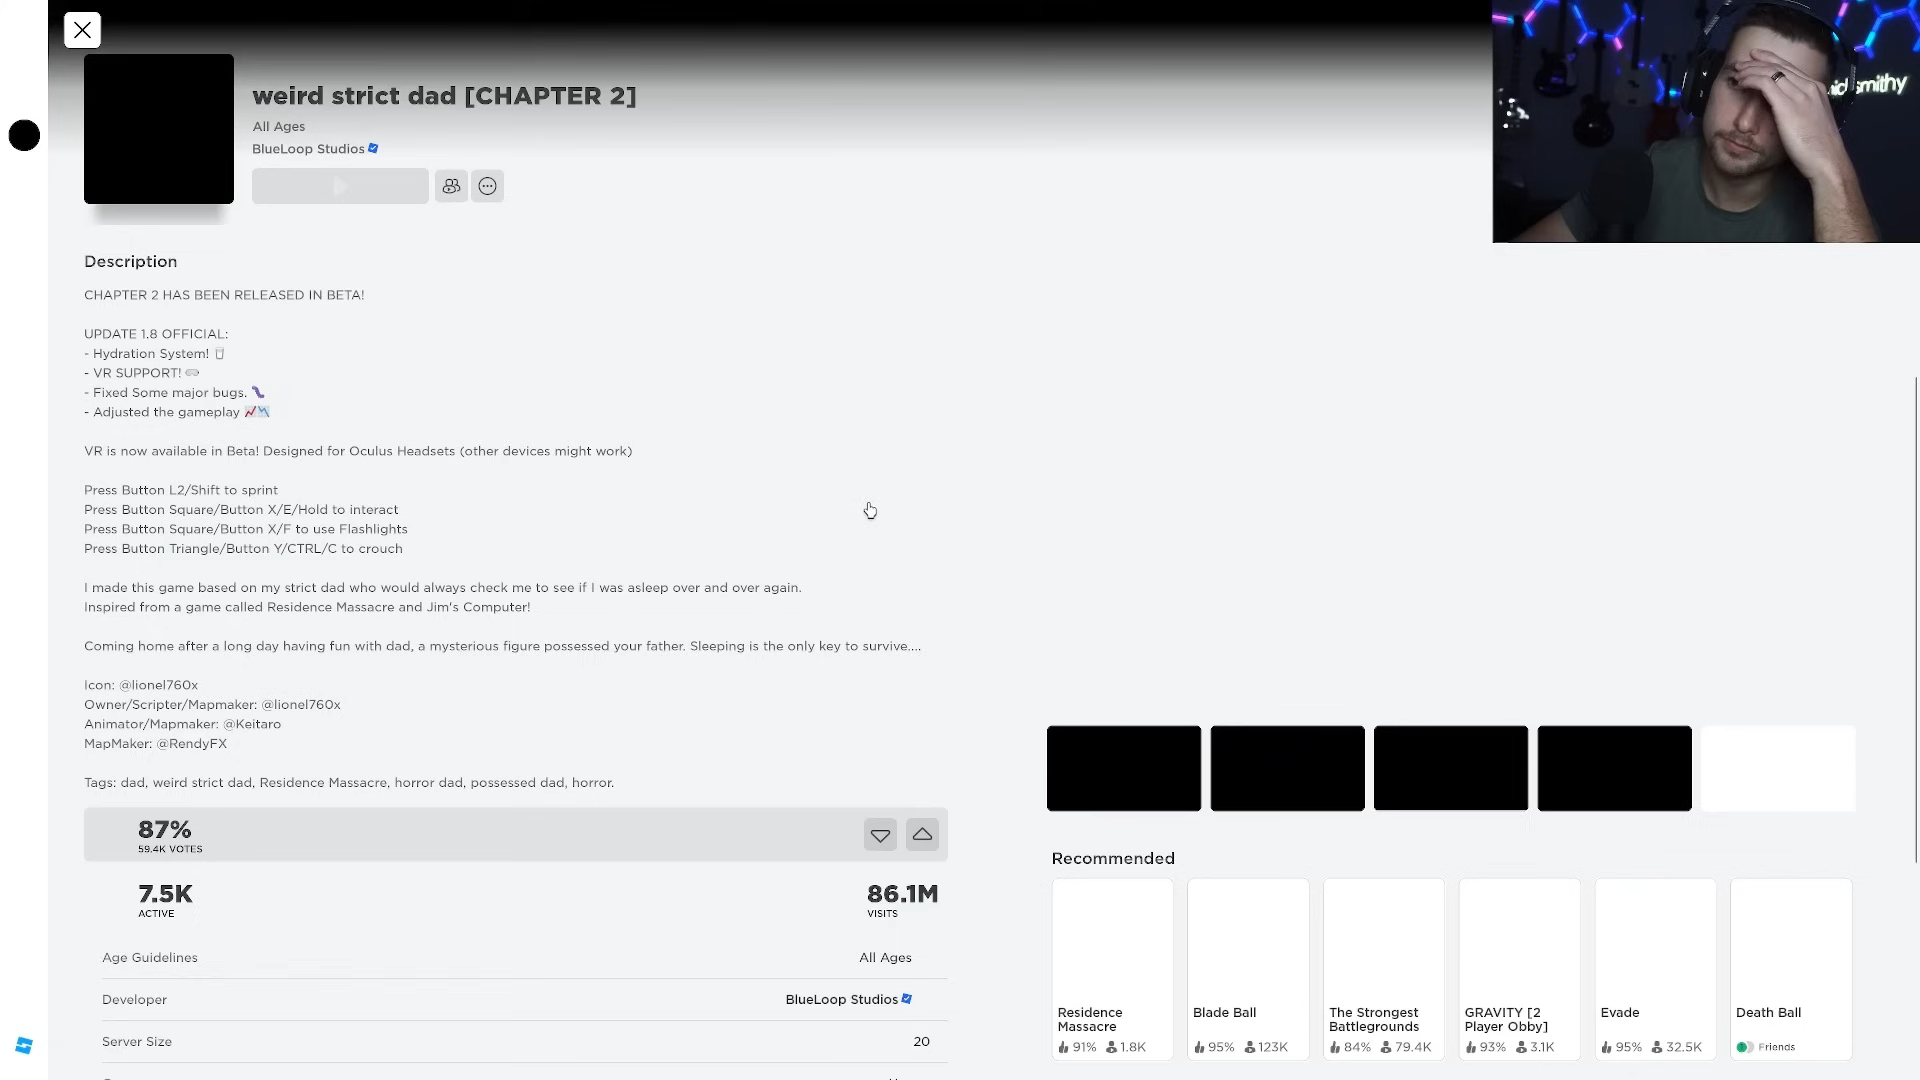 weird strict dad [CHAPTER 2]
All Ages
BlueLoop Studios
Description
CHAPTER 2 HAS BEEN RELEASED IN BETA!
UPDATE 1.8 OFFICIAL:
- Hydration System!
- VR SUPPORT!
- Fixed Some major bugs.
- Adjusted the gameplay
VR is now available in Beta! Designed for Oculus Headsets (other devices might work)
Press Button L2/Shift to sprint
Press Button Square/Button X/E/Hold to interact
Press Button Square/Button X/F to use Flashlights
Press Button Triangle/Button Y/CTRL/C to crouch
I made this game based on my strict dad who would always check me to see if I was asleep over and over again.
Inspired from a game called Residence Massacre and Jim's Computer!
Coming home after a long day having fun with dad, a mysterious figure possessed your father. Sleeping is the only key to survive....
Icon: @lionel760x
Owner/Scripter/Mapmaker: @lionel760x
Animator/Mapmaker: @Keitaro
MapMaker: @RendyFX
Tags: dad, weird strict dad, Residence Massacre, horror dad, possessed dad, horror.
87%
59.4K VOTES
7.5K
ACTIVE
86.1M
VISITS
Age Guidelines
All Ages
Developer
BlueLoop Studios
Server Size
20
Recommended
Residence
Massacre
91% 1.8K
Blade Ball
95% 123K
The Strongest
Battlegrounds
84% 79.4K
GRAVITY [2
Player Obby]
93% 3.1K
Evade
95% 32.5K
Death Ball
Friends
smithy